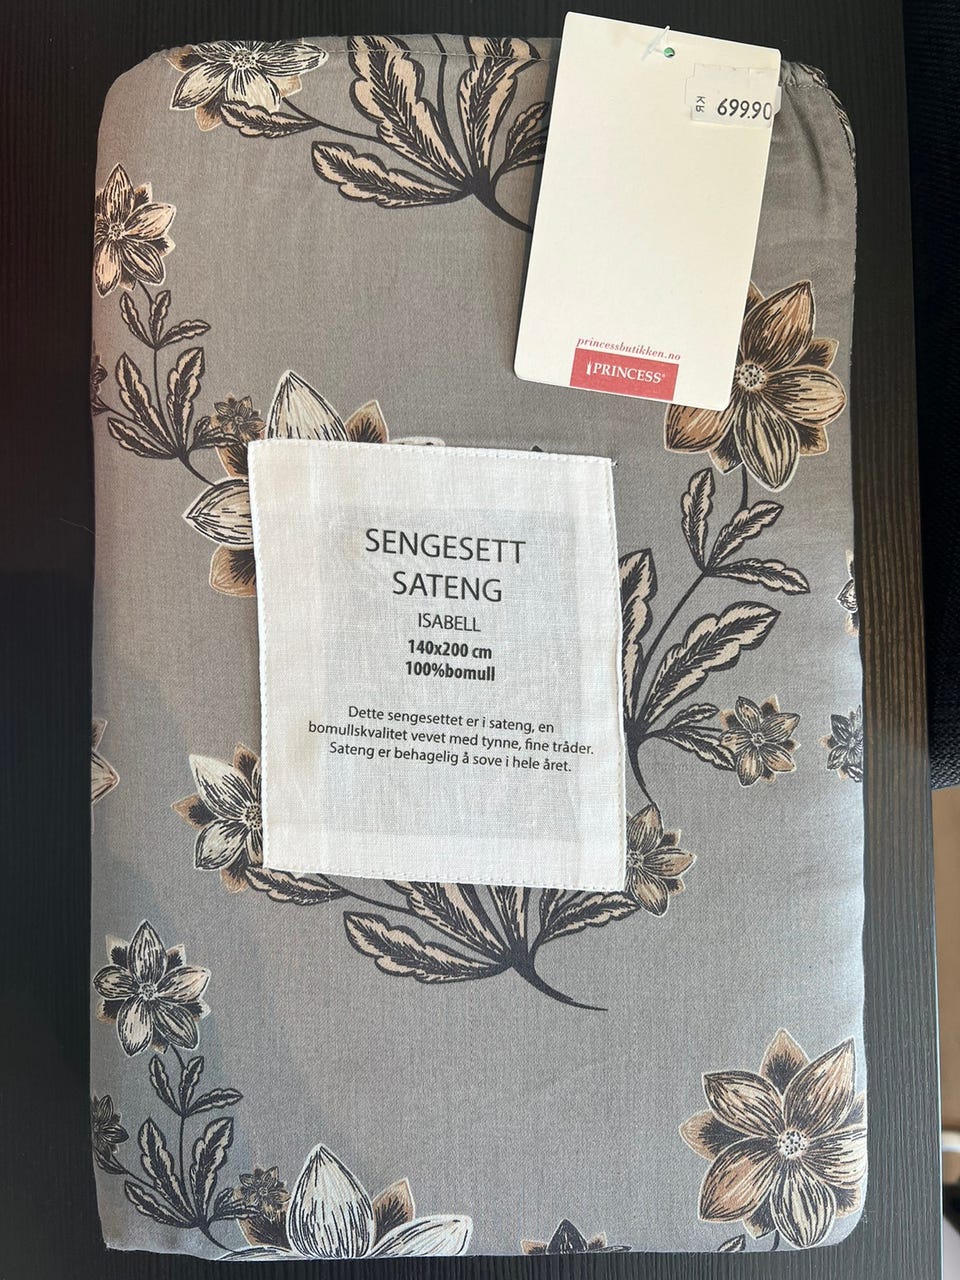 KR 699.90
princessbutikken.no
PRINCESS®
SENGESETT
SATENG
ISABELL
140x200 cm
100%bomull
Dette sengesettet er i sateng, en
bomullskvalitet vevet med tynne, fine tråder.
Sateng er behagelig å sove i hele året.